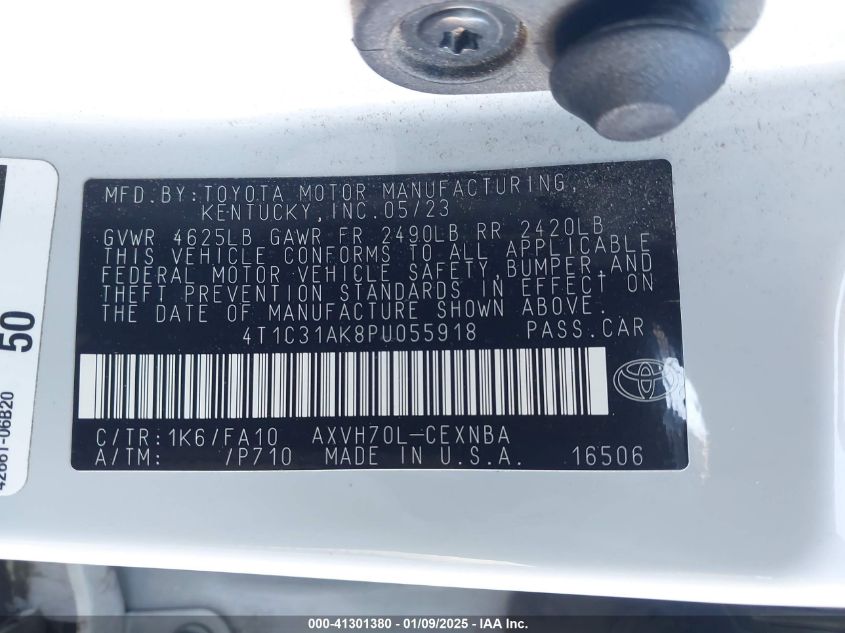 MFD.BY:TOYOTA MOTOR MANUFACTURING,
KENTUCKY,INC.05/23
GVWR 4625LB GAWR FR 2490LB RR 2420LB
THIS VEHICLE CONFORMS TO ALL APPLICABLE
FEDERAL MOTOR VEHICLE SAFETY,BUMPER,AND
THEFT PREVENTION STANDARDS IN EFFECT ON
THE DATE OF MANUFACTURE SHOWN ABOVE.
4T1C31AK8PU055918 PASS.CAR
C/TR:1K6/FA10 AXVH70L-CEXNBA
A/TM: /P710 MADE IN U.S.A. 16506
50
42661-06B20
000-41301380 - 01/09/2025 - IAA Inc.